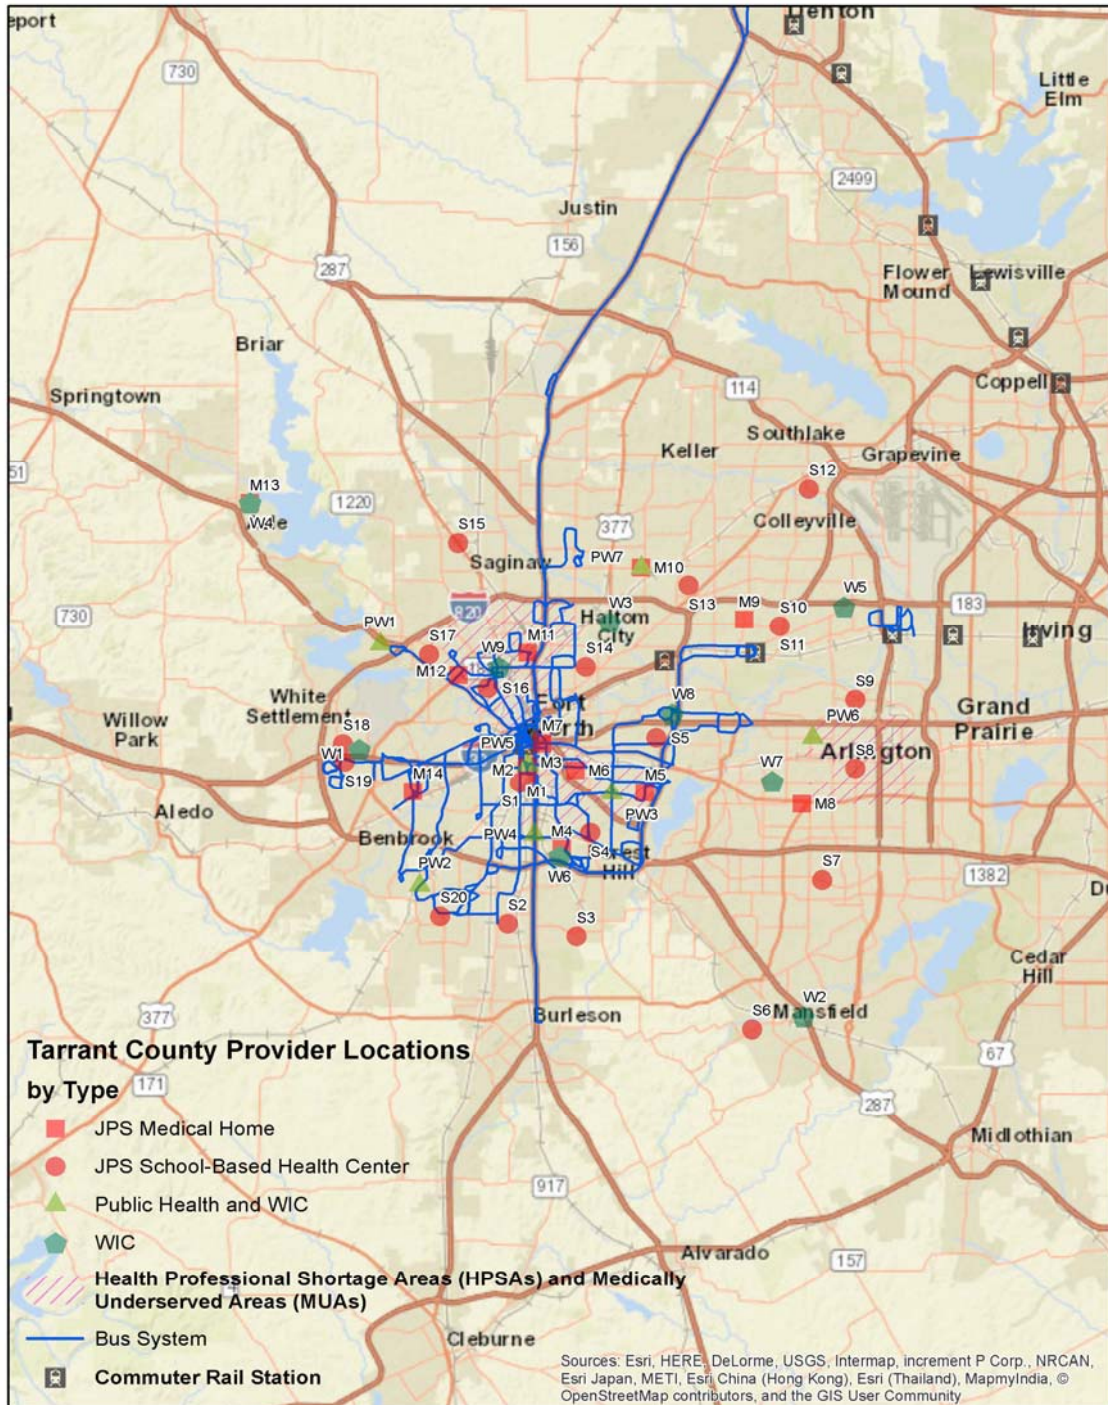 eport
Denton
730
Little
Elm
2499
Justin
156
287
Flower
Mound
Lewisville
Briar
Springtown
Coppell
114
Southlake
Keller
Grapevine
S12
51
M13
1220
W4
Colleyville
377
S15
Saginaw
PW7
M10
820
730
W3
Haltom
City
S13
M9
S10
W5
183
S11
Irving
PW1
S17
W9
M11
S14
M12
S16
White
Settlement
Willow
Park
Fort
W8
S9
Grand
Prairie
PW6
S18
PW5
M7
S5
Arlington
W1
M2
M3
M6
M5
W7
S8
S19
M14
S1
M1
M8
Aledo
PW3
Benbrook
PW4
M4
S4
Hill
PW2
W6
S7
1382
S20
S2
S3
Cedar
Hill
377
Burleson
S6
W2
Mansfield
67
Tarrant County Provider Locations
by Type
171
287
JPS Medical Home
Midlothian
JPS School-Based Health Center
917
Public Health and WIC
WIC
Alvarado
157
Health Professional Shortage Areas (HPSAs) and Medically
Underserved Areas (MUAs)
Bus System
Cleburne
Commuter Rail Station
Sources: Esri, HERE, DeLorme, USGS, Intermap, increment P Corp., NRCAN,
Esri Japan, METI, Esri China (Hong Kong), Esri (Thailand), MapmyIndia, ©
OpenStreetMap contributors, and the GIS User Community